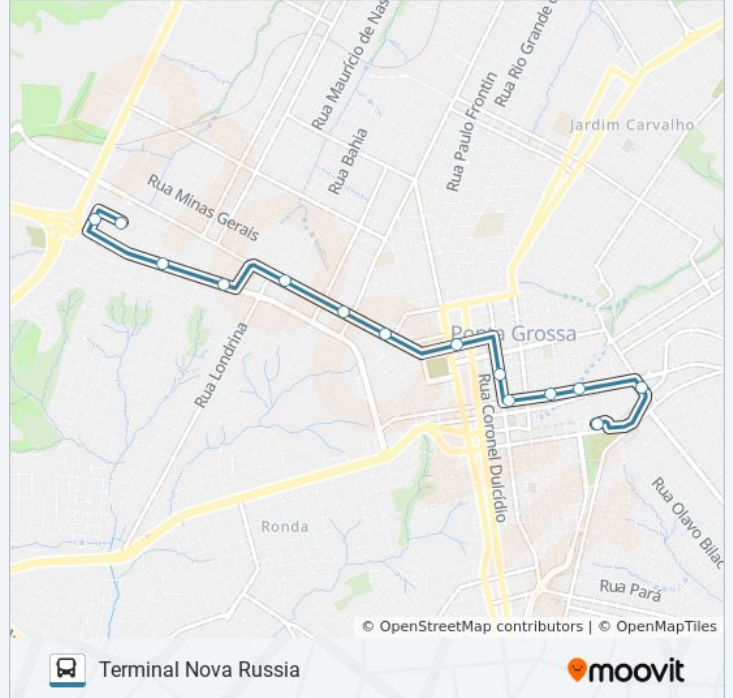 Rua Maurício de Nas
Rua Rio Grande d
Rua Paulo Frontin
Jardim Carvalho
Rua Bahia
Rua Minas Gerais
Ponta Grossa
Rua Londrina
Rua Coronel Dulcídio
Ronda
Rua Olavo Bilac
Rua Pará
© OpenStreetMap contributors | © OpenMapTiles
Terminal Nova Russia
moovit